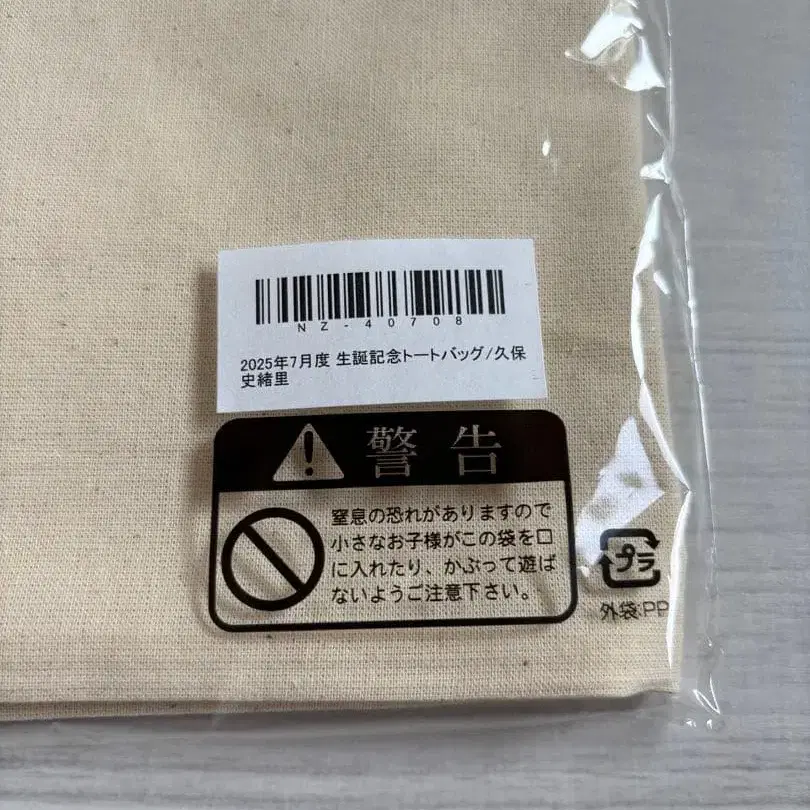 NZ-40708
2025年7月度 生誕記念トートバッグ/久保
史緒里
警告
窒息の恐れがありますので
小さなお子様がこの袋を口
に入れたり、かぶって遊ば
ないようご注意下さい。
プラ
外袋:PP